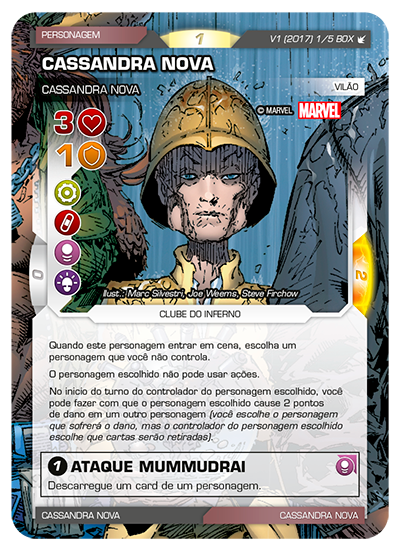 PERSONAGEM
1
V1 (2017) 1/5 BOX
CASSANDRA NOVA
CASSANDRA NOVA
VILÃO
© MARVEL MARVEL
3
1
0
2
Ilust.: Marc Silvestri, Joe Weems, Steve Firchow
CLUBE DO INFERNO
Quando este personagem entrar em cena, escolha um
personagem que você não controla.
O personagem escolhido não pode usar ações.
No inicio do turno do controlador do personagem escolhido, você
pode fazer com que o personagem escolhido cause 2 pontos
de dano em um outro personagem (você escolhe o personagem
que sofrerá o dano, mas o controlador do personagem escolhido
escolhe que cartas serão retiradas).
1 ATAQUE MUMMUDRAI
Descarregue um card de um personagem.
CASSANDRA NOVA
CASSANDRA NOVA